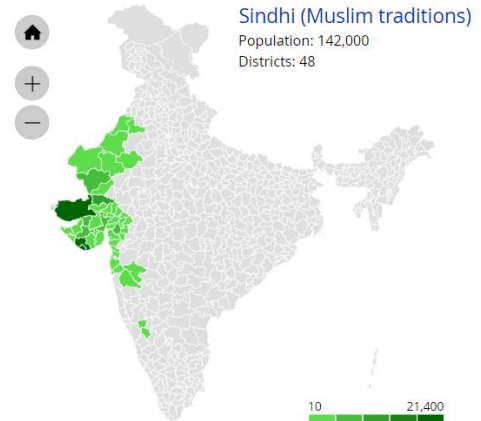 Sindhi (Muslim traditions)
Population: 142,000
Districts: 48
10 21,400